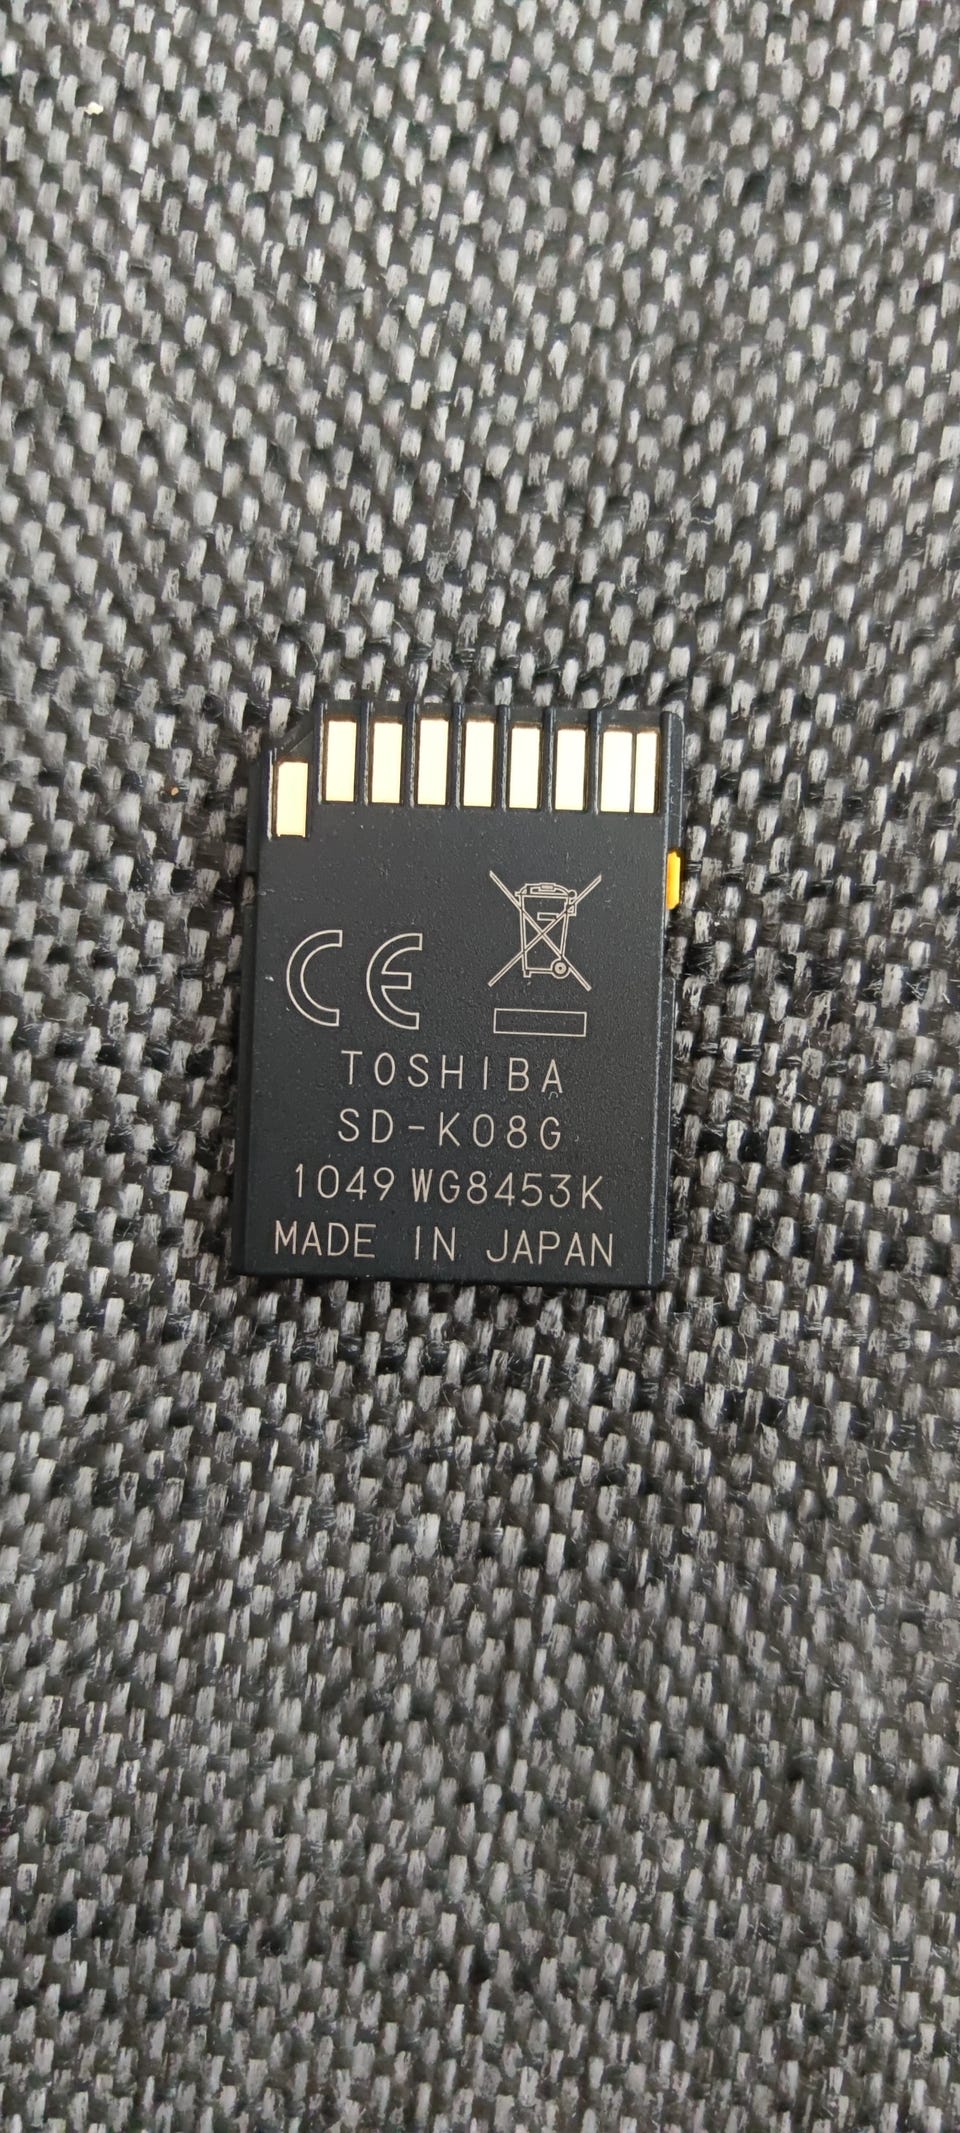 CE
TOSHIBA
SD-K08G
1049 WG8453K
MADE IN JAPAN